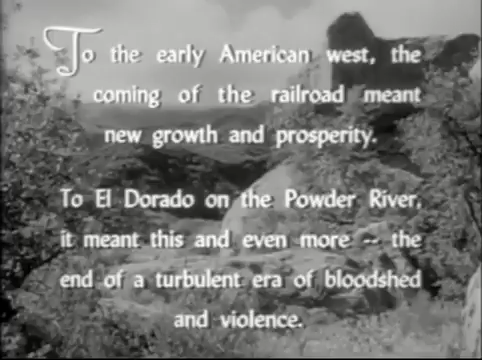 To the early American west, the
coming of the railroad meant
new growth and prosperity.
To El Dorado on the Powder River,
it meant this and even more -- the
end of a turbulent era of bloodshed
and violence.